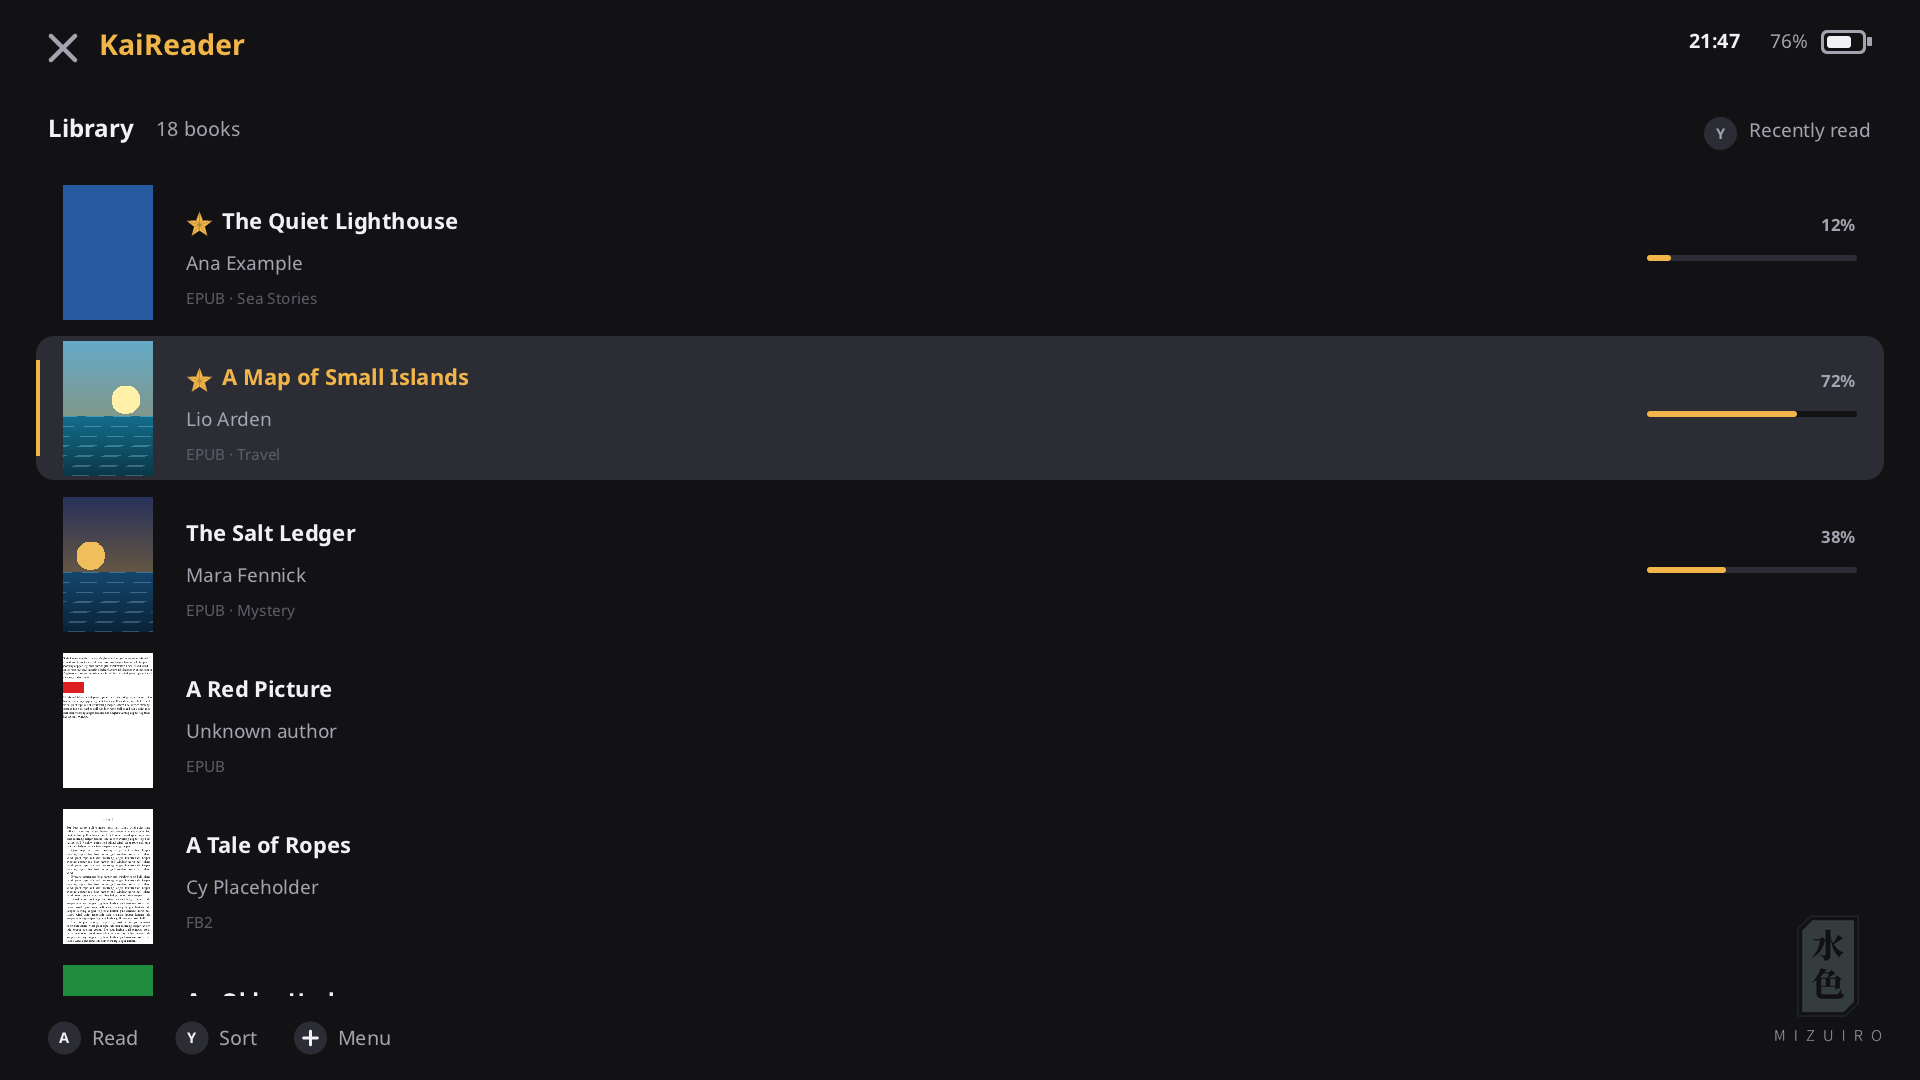 KaiReader
21:47 76%
Library 18 books
Y Recently read
The Quiet Lighthouse
12%
Ana Example
EPUB · Sea Stories
A Map of Small Islands
72%
Lio Arden
EPUB · Travel
The Salt Ledger
38%
Mara Fennick
EPUB · Mystery
A Red Picture
Unknown author
EPUB
A Tale of Ropes
Cy Placeholder
FB2
水色
MIZUIRO
A Read Y Sort Menu